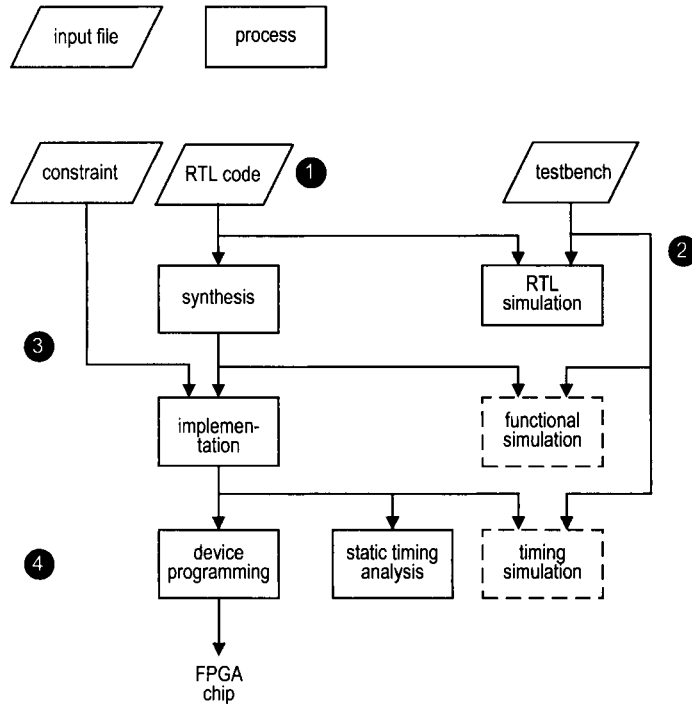 input file
process
constraint
RTL code
1
testbench
2
synthesis
RTL
simulation
3
implemen-
tation
functional
simulation
4
device
programming
static timing
analysis
timing
simulation
FPGA
chip